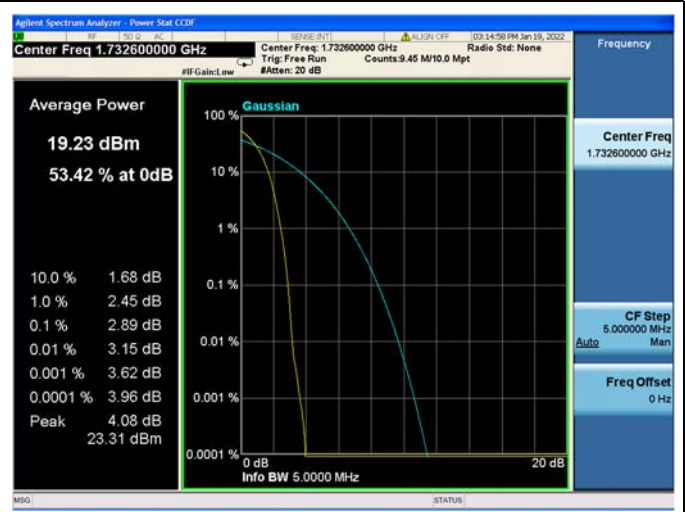 Agilent Spectrum Analyzer - Power Stat CCDF
RF 50 Ω AC SENSE:INT ALIGN OFF 03:14:58 PM Jan 19, 2022
Center Freq 1.732600000 GHz
Center Freq: 1.732600000 GHz Radio Std: None
Trig: Free Run Counts:9.45 M/10.0 Mpt
#IFGain:Low #Atten: 20 dB
Frequency
Average Power
19.23 dBm
53.42 % at 0dB
10.0 % 1.68 dB
1.0 % 2.45 dB
0.1 % 2.89 dB
0.01 % 3.15 dB
0.001 % 3.62 dB
0.0001 % 3.96 dB
Peak 4.08 dB
23.31 dBm
Gaussian
100 %
10 %
1 %
0.1 %
0.01 %
0.001 %
0.0001 %
0 dB 20 dB
Info BW 5.0000 MHz
Center Freq
1.732600000 GHz
CF Step
5.000000 MHz
Auto Man
Freq Offset
0 Hz
MSG STATUS